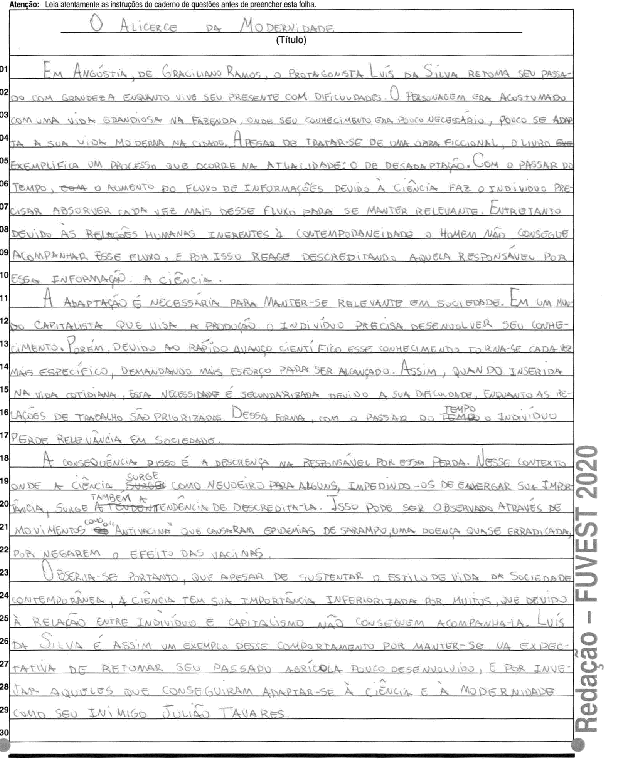 Atenção: Leia atentamente as instruções do caderno de questões antes de preencher esta folha.
O ALICERCE DA MODERNIDADE
(Título)
01 EM ANGÚSTIA, DE GRACILIANO RAMOS, O PROTAGONISTA LUÍS DA SILVA RETOMA SEU PASSA-
02 DO COM GRANDEZA ENQUANTO VIVE SEU PRESENTE COM DIFICULDADES. O PERSONAGEM ERA ACOSTUMADO
03 COM UMA VIDA GRANDIOSA NA FAZENDA, ONDE SEU CONHECIMENTO ERA POUCO NECESSÁRIO, POUCO SE ADAP
04 TA A SUA VIDA MODERNA NA CIDADE. APESAR DE TRATAR-SE DE UMA OBRA FICCIONAL, O LIVRO
05 EXEMPLIFICA UM PROCESSO QUE OCORRE NA ATUALIDADE: O DE DESADAPTAÇÃO. COM O PASSAR DO
06 TEMPO, O AUMENTO DO FLUXO DE INFORMAÇÕES DEVIDO À CIÊNCIA FAZ O INDIVÍDUO PRE-
07 CISAR ABSORVER CADA VEZ MAIS DESSE FLUXO PARA SE MANTER RELEVANTE. ENTRETANTO
08 DEVIDO ÀS RELAÇÕES HUMANAS INERENTES À CONTEMPORANEIDADE O HOMEM NÃO CONSEGUE
09 ACOMPANHAR ESSE FLUXO, E POR ISSO REAGE DESCREDITANDO AQUELA RESPONSÁVEL POR
10 ESSA INFORMAÇÃO: A CIÊNCIA.
11 A ADAPTAÇÃO É NECESSÁRIA PARA MANTER-SE RELEVANTE EM SOCIEDADE. EM UM MUN-
12 DO CAPITALISTA QUE VISA A PRODUÇÃO O INDIVÍDUO PRECISA DESENVOLVER SEU CONHE-
13 CIMENTO. PORÉM, DEVIDO AO RÁPIDO AVANÇO CIENTÍFICO ESSE CONHECIMENTO TORNA-SE CADA VEZ
14 MAIS ESPECÍFICO, DEMANDANDO MAIS ESFORÇO PARA SER ALCANÇADO. ASSIM, QUANDO INSERIDA
15 NA VIDA COTIDIANA, ESTA NECESSIDADE É SECUNDARIZADA DEVIDO A SUA DIFICULDADE, ENQUANTO AS RE-
16 LAÇÕES DE TRABALHO SÃO PRIORIZADAS. DESSA FORMA, COM O PASSAR DO TEMPO O INDIVÍDUO
17 PERDE RELEVÂNCIA EM SOCIEDADE.
18 A CONSEQUÊNCIA DISSO É A DESCRENÇA NA RESPONSÁVEL POR ESSA PERDA. NESSE CONTEXTO
19 ONDE A CIÊNCIA, SURGE COMO NEVOEIRO PARA ALGUNS, IMPEDINDO-OS DE ENXERGAR SUA IMPOR
20 TÂNCIA, SURGE TAMBÉM A TENDÊNCIA DE DESCREDITA-LA. ISSO PODE SER OBSERVADO ATRAVÉS DE
21 MOVIMENTOS COMO O "ANTIVACINA" QUE CAUSARAM EPIDEMIAS DE SARAMPO, UMA DOENÇA QUASE ERRADICADA,
22 POR NEGAREM O EFEITO DAS VACINAS.
23 OBSERVA-SE PORTANTO, QUE APESAR DE SUSTENTAR O ESTILO DE VIDA DA SOCIEDADE
24 CONTEMPORÂNEA, A CIÊNCIA TEM SUA IMPORTÂNCIA INFERIORIZADA POR MUITOS, QUE DEVIDO
25 À RELAÇÃO ENTRE INDIVÍDUO E CAPITALISMO NÃO CONSEGUEM ACOMPANHA-LA. LUÍS
26 DA SILVA É ASSIM UM EXEMPLO DESSE COMPORTAMENTO POR MANTER-SE NA EXPEC-
27 TATIVA DE RETOMAR SEU PASSADO AGRÍCOLA POUCO DESENVOLVIDO, E POR INVE-
28 JAR AQUELES QUE CONSEGUIRAM ADAPTAR-SE À CIÊNCIA E À MODERNIDADE
29 COMO SEU INIMIGO JULIÃO TAVARES.
30
Redação – FUVEST 2020